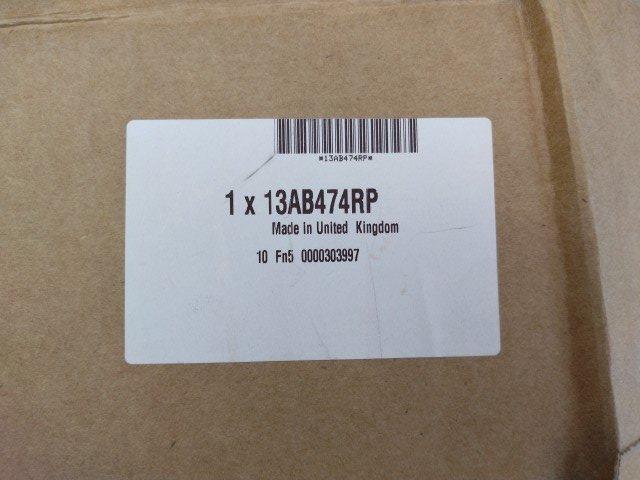 *13AB474RP*
1 x 13AB474RP
Made In United Kingdom
10 Fn5 0000303997